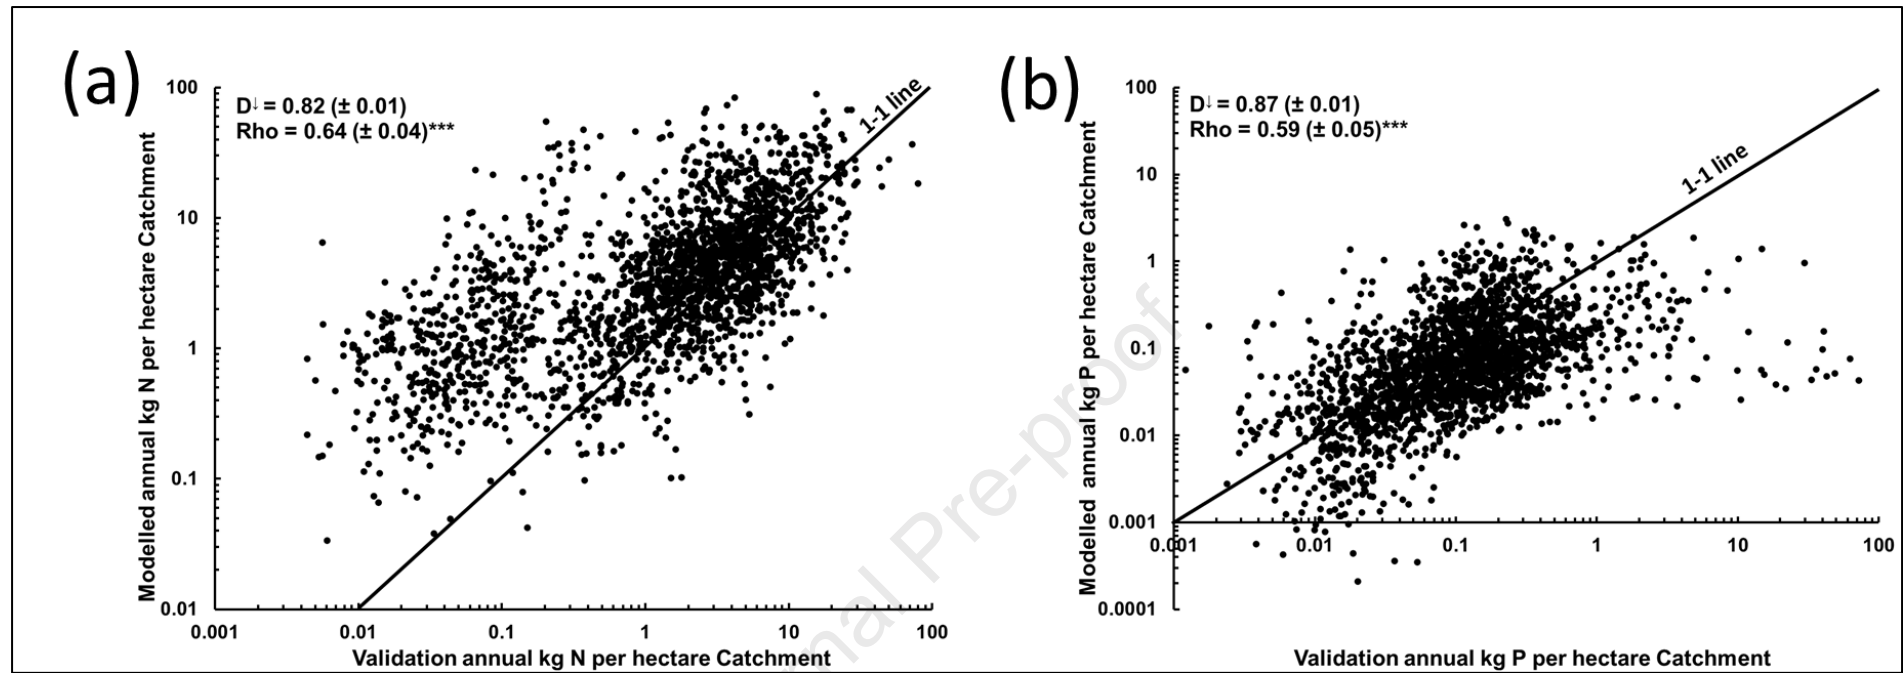 (a)
D↓ = 0.82 (± 0.01)
Rho = 0.64 (± 0.04)***
1-1 line
Modelled annual kg N per hectare Catchment
100
10
1
0.1
0.01
0.001
0.01
0.1
1
10
100
Validation annual kg N per hectare Catchment
(b)
D↓ = 0.87 (± 0.01)
Rho = 0.59 (± 0.05)***
1-1 line
Modelled annual kg P per hectare Catchment
100
10
1
0.1
0.01
0.001
0.0001
0.001
0.01
0.1
1
10
100
Validation annual kg P per hectare Catchment
rnal Pre-proof